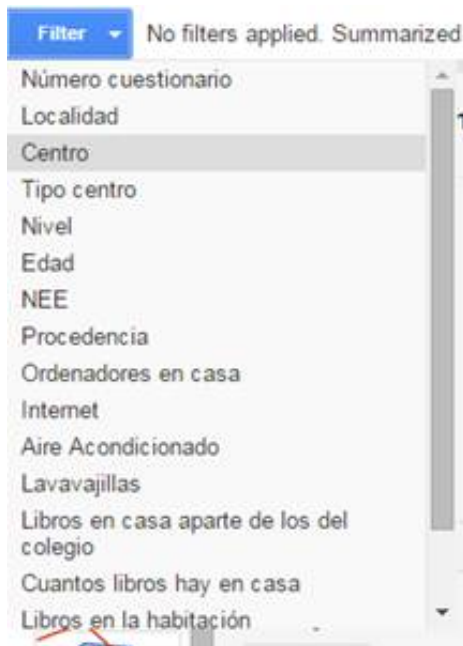 Filter No filters applied. Summarized
Número cuestionario
Localidad
Centro
Tipo centro
Nivel
Edad
NEE
Procedencia
Ordenadores en casa
Internet
Aire Acondicionado
Lavavajillas
Libros en casa aparte de los del
colegio
Cuantos libros hay en casa
Libros en la habitación